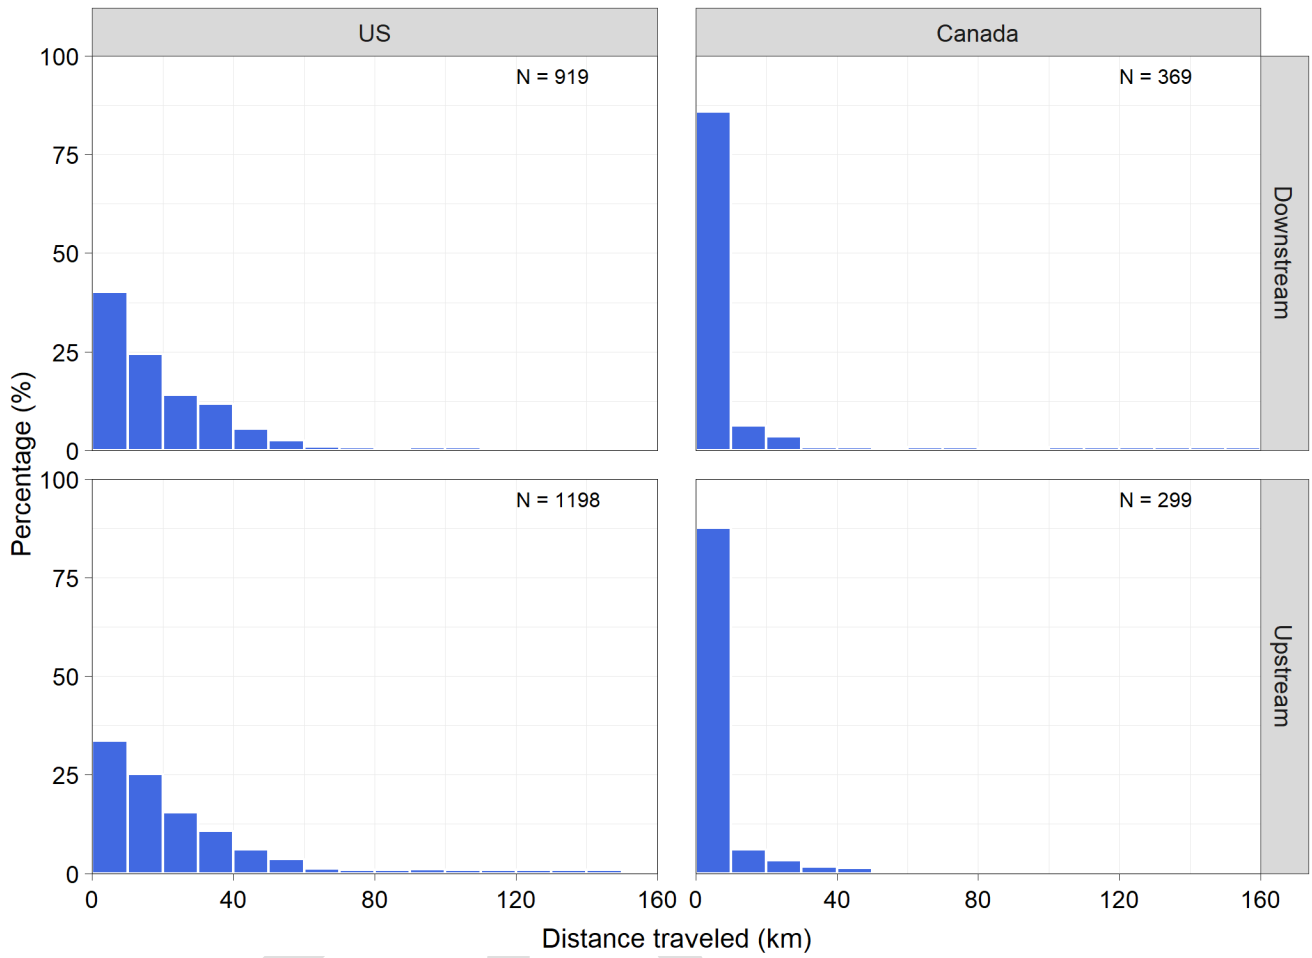 US
Canada
100
75
50
25
0
N = 919
N = 369
Downstream
Percentage (%)
100
75
50
25
0
N = 1198
N = 299
Upstream
0 40 80 120 160 0 40 80 120 160
Distance traveled (km)